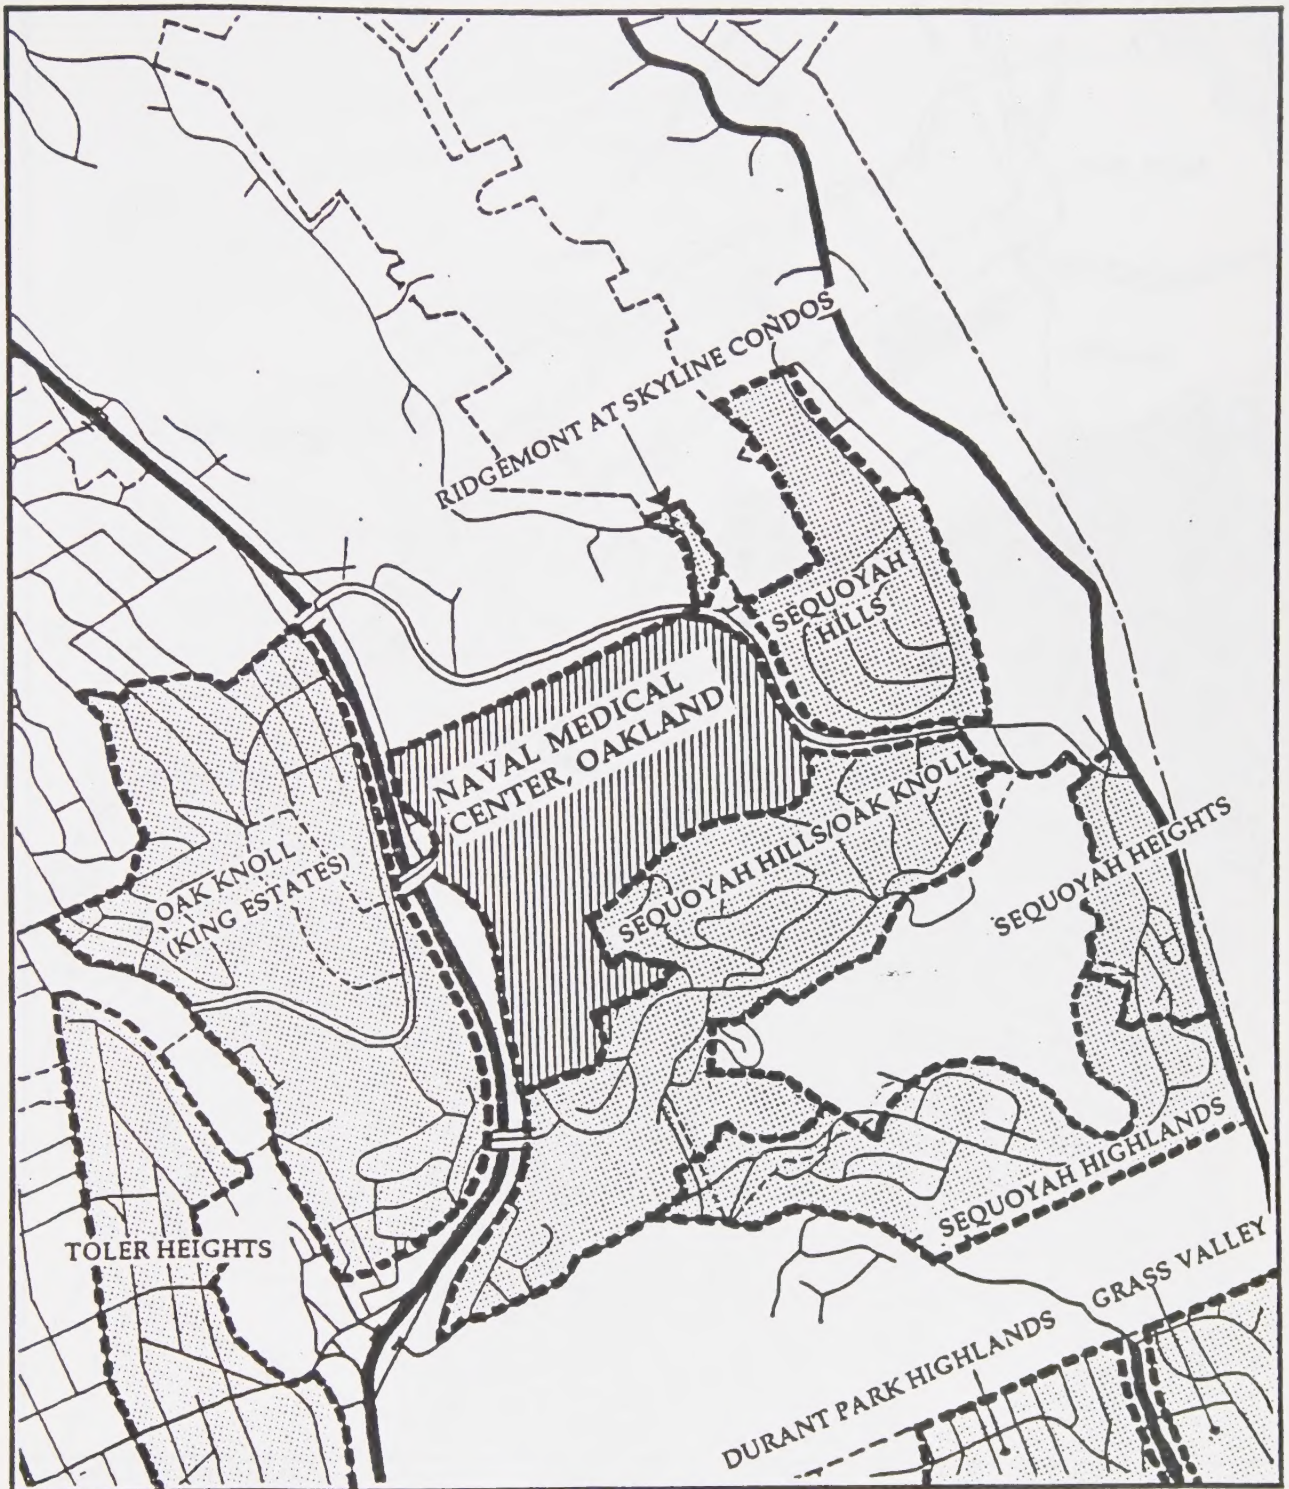 RIDGEMONT AT SKYLINE CONDOS
SEQUOYAH
HILLS
NAVAL MEDICAL
CENTER, OAKLAND
SEQUOYAH HILLS/OAK KNOLL
SEQUOYAH HEIGHTS
OAK KNOLL
(KING ESTATES)
SEQUOYAH HIGHLANDS
TOLER HEIGHTS
GRASS VALLEY
DURANT PARK HIGHLANDS